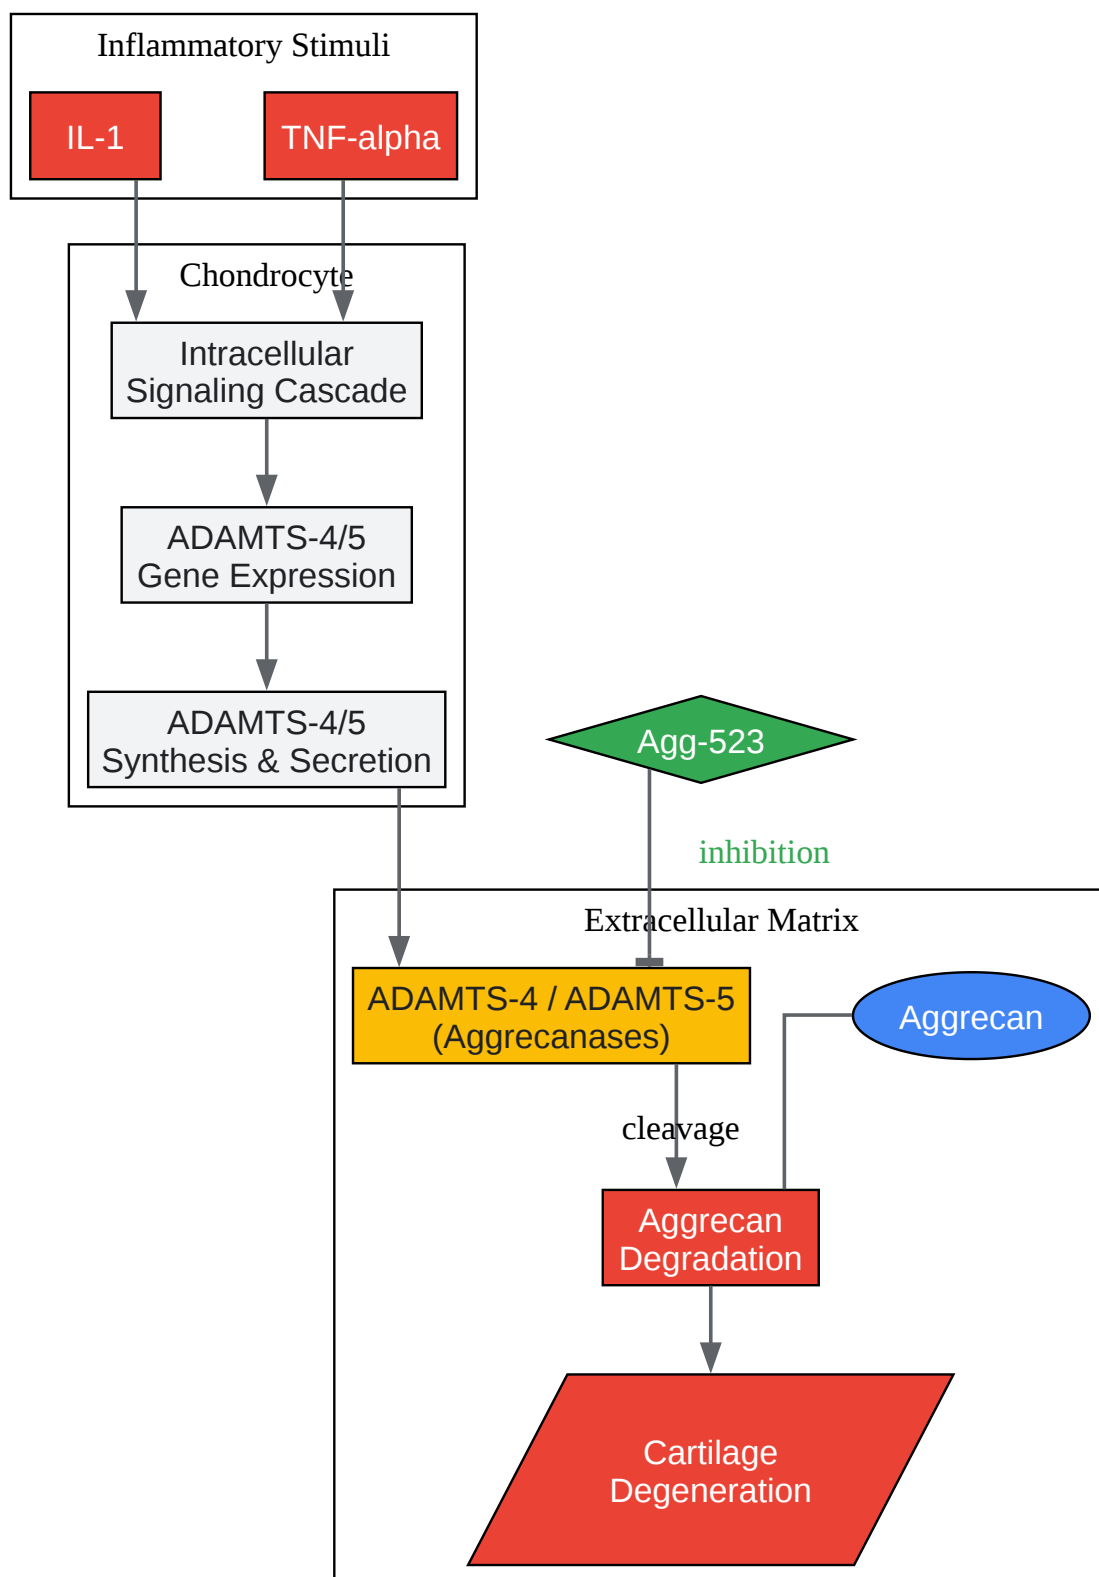 Inflammatory Stimuli
IL-1
TNF-alpha
Chondrocyte
Intracellular
Signaling Cascade
ADAMTS-4/5
Gene Expression
ADAMTS-4/5
Synthesis & Secretion
Agg-523
inhibition
Extracellular Matrix
ADAMTS-4 / ADAMTS-5
(Aggrecanases)
Aggrecan
cleavage
Aggrecan
Degradation
Cartilage
Degeneration